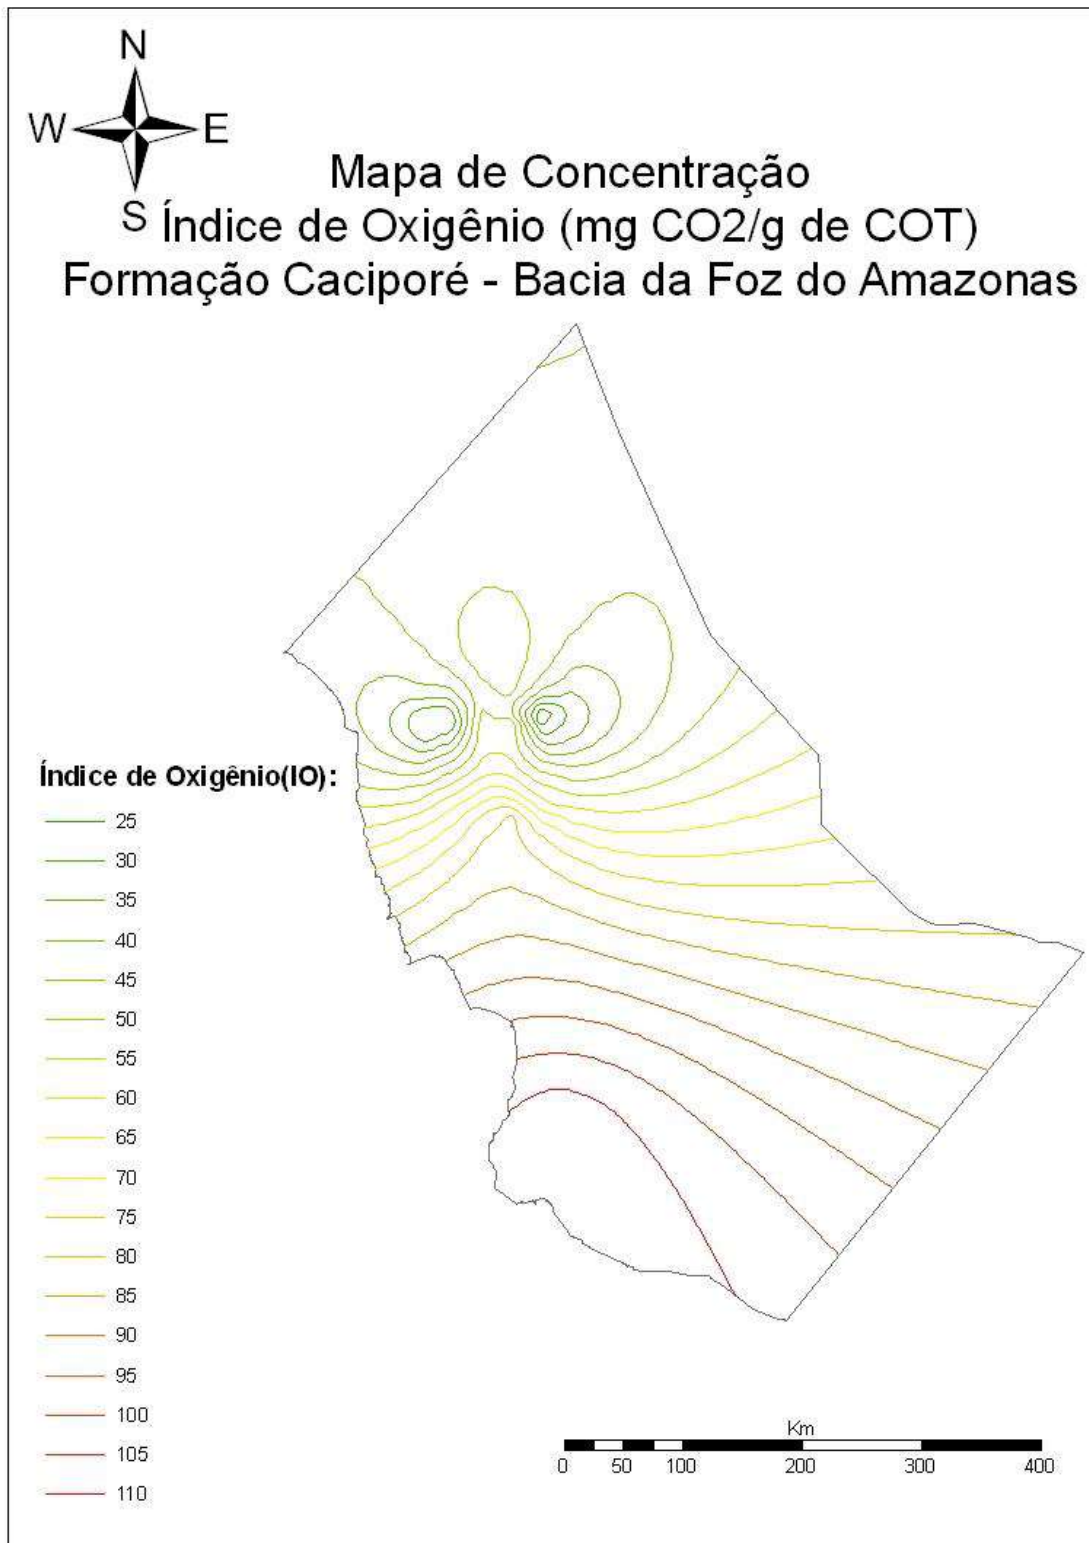 N
W E
S
Mapa de Concentração
Índice de Oxigênio (mg CO2/g de COT)
Formação Caciporé - Bacia da Foz do Amazonas
Índice de Oxigênio(IO):
25
30
35
40
45
50
55
60
65
70
75
80
85
90
95
100
105
110
Km
0 50 100 200 300 400